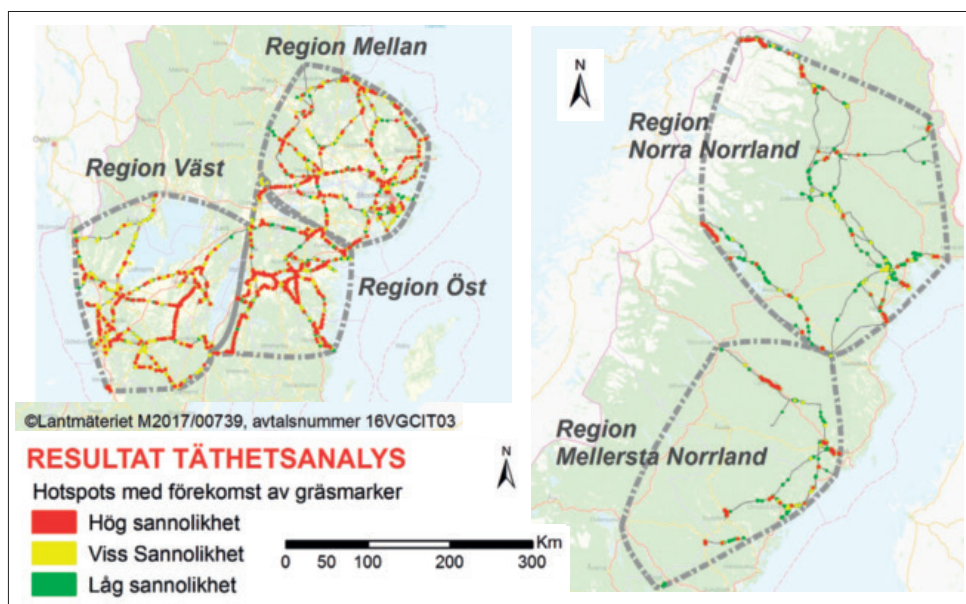 Region Mellan
Region Väst
Region Öst
©Lantmäteriet M2017/00739, avtalsnummer 16VGCIT03
RESULTAT TÄTHETSANALYS
Hotspots med förekomst av gräsmarker
Hög sannolikhet
Viss Sannolikhet
Låg sannolikhet
N
Km
0 50 100 200 300
N
Region
Norra Norrland
Region
Mellersta Norrland